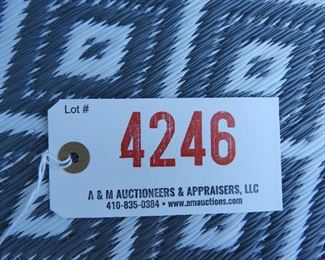 Lot #
4246
A & M AUCTIONEERS & APPRAISERS, LLC
410-835-0384 • www.amauctions.com